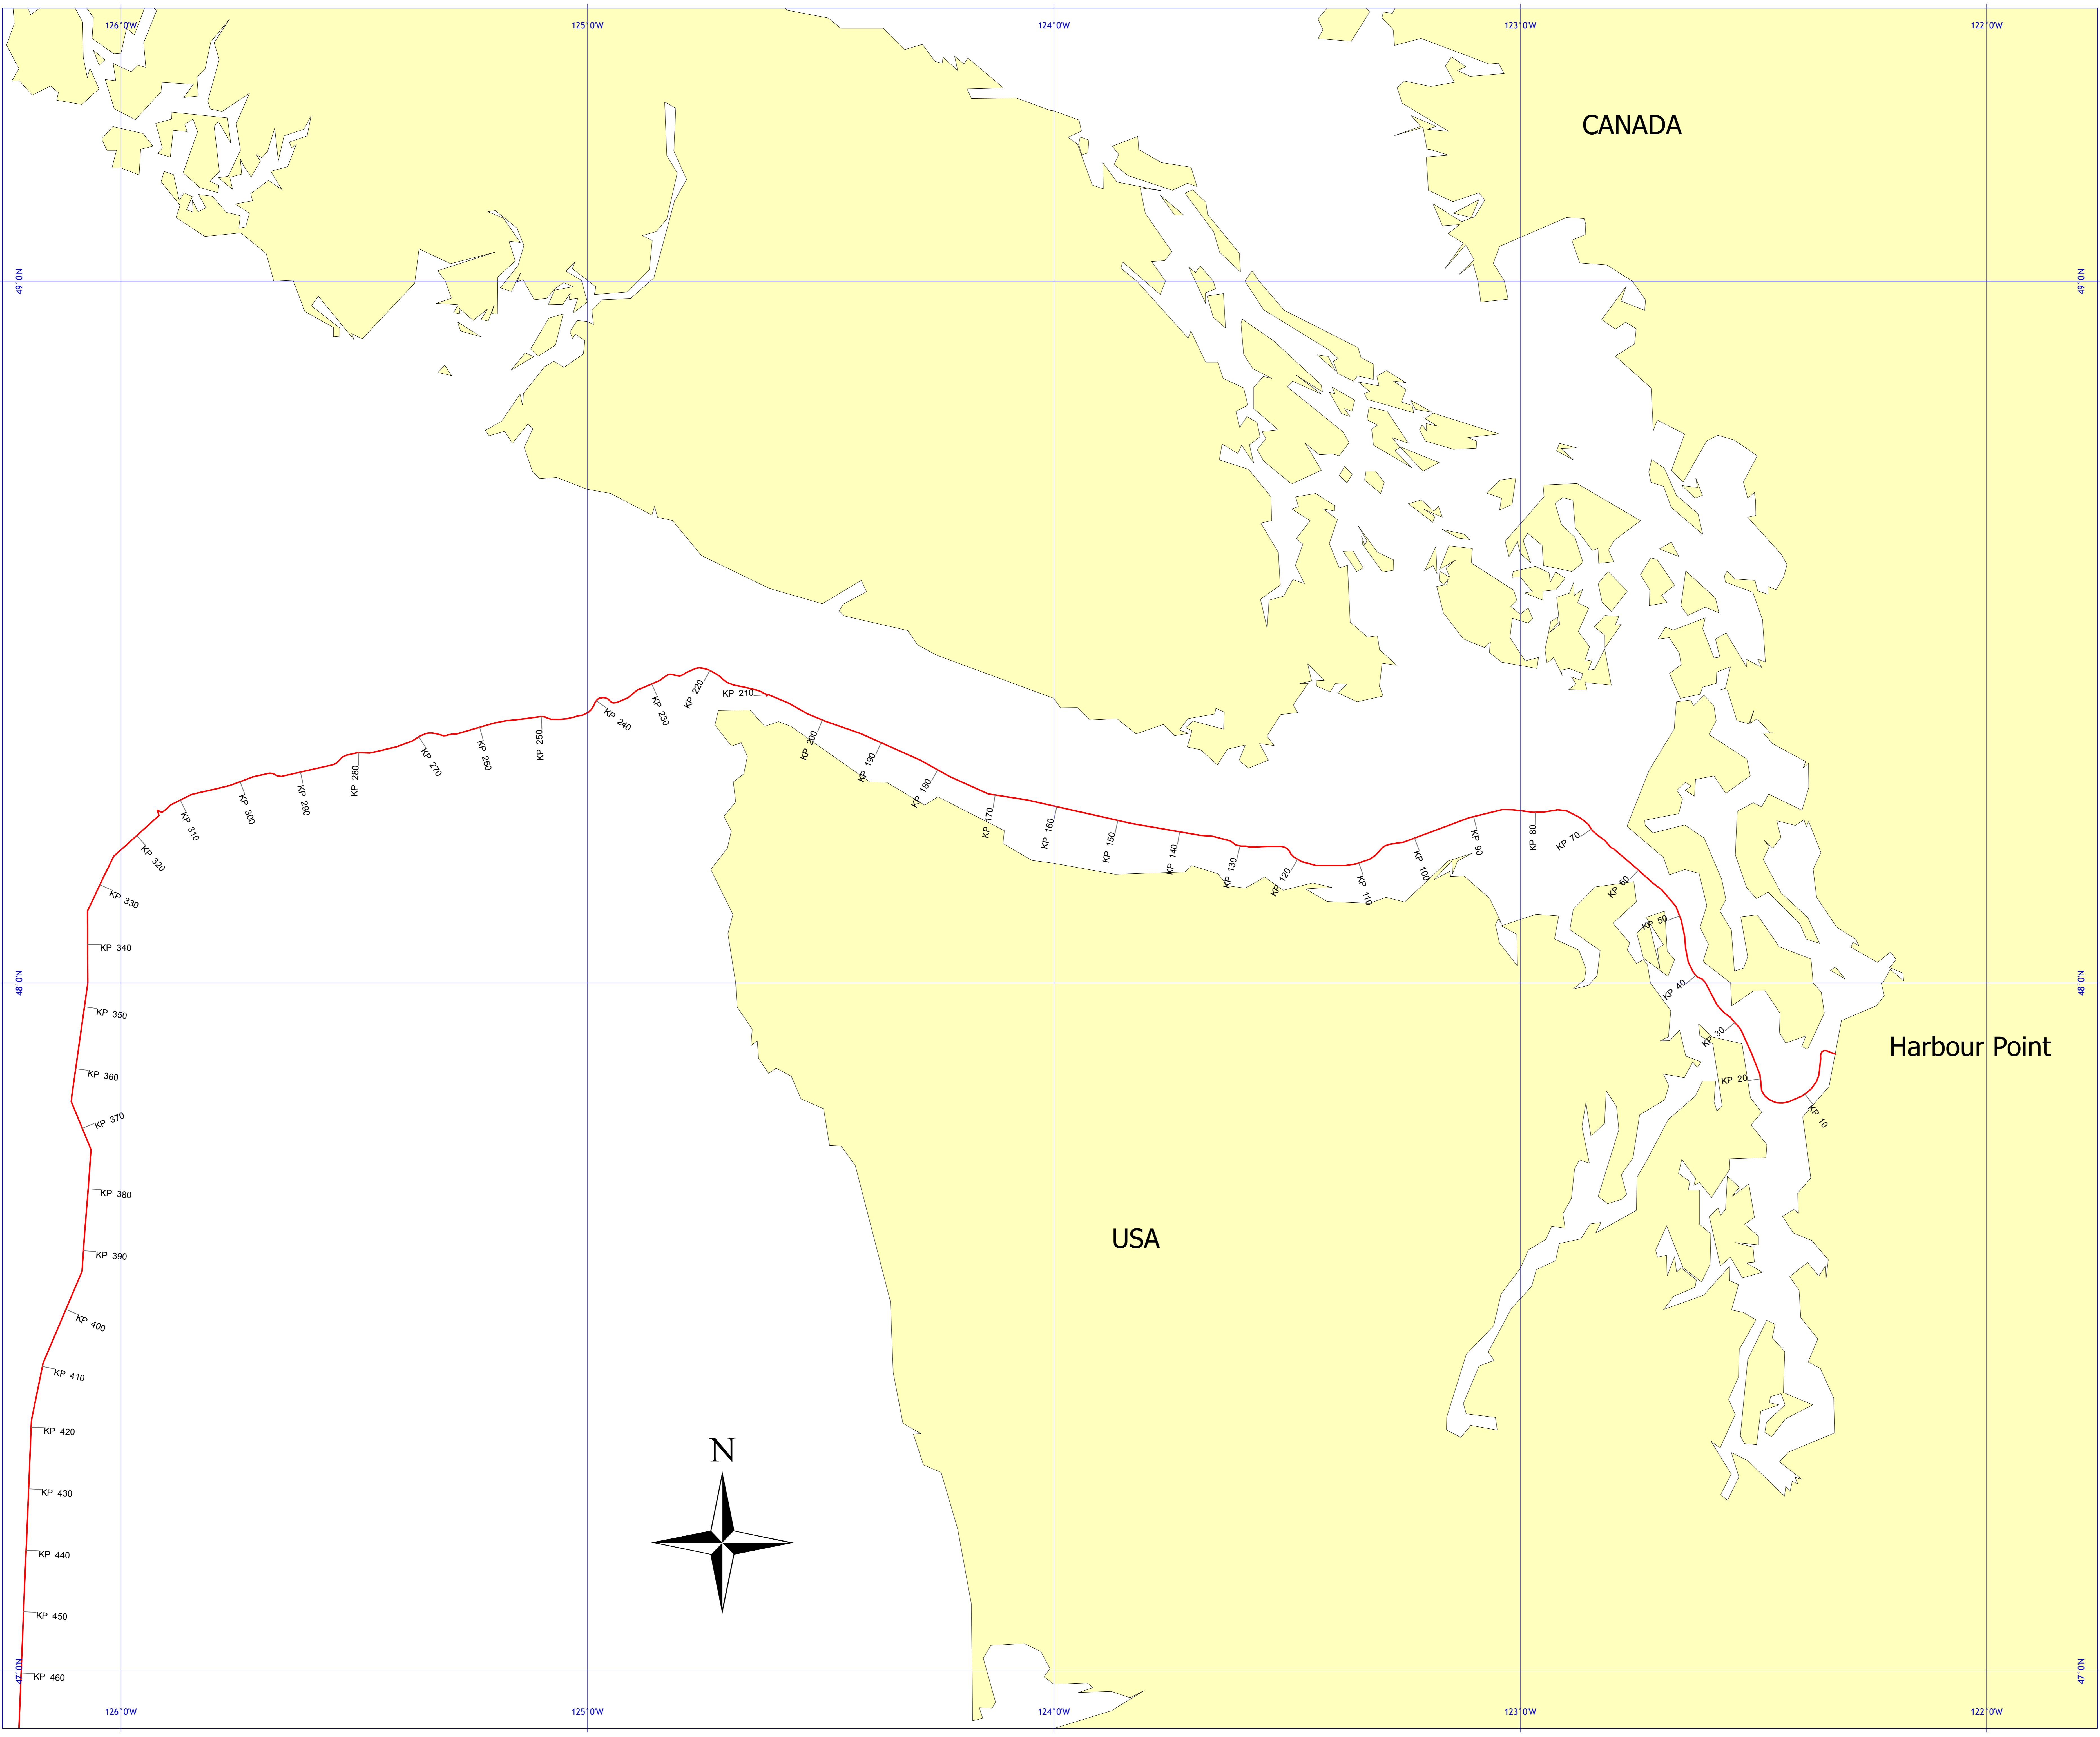 126°0'W
125°0'W
124°0'W
123°0'W
122°0'W
CANADA
49°0'N
49°0'N
KP 220
KP 210
KP 230
KP 240
KP 250
KP 200
KP 260
KP 270
KP 190
KP 280
KP 180
KP 290
KP 300
KP 170
KP 310
KP 160
KP 150
KP 80
KP 70
KP 90
KP 140
KP 320
KP 130
KP 100
KP 120
KP 110
KP 60
KP 330
KP 50
KP 340
48°0'N
48°0'N
KP 40
KP 350
KP 30
Harbour Point
KP 360
KP 20
KP 10
KP 370
KP 380
USA
KP 390
KP 400
KP 410
KP 420
N
KP 430
KP 440
KP 450
47°0'N
47°0'N
KP 460
126°0'W
125°0'W
124°0'W
123°0'W
122°0'W